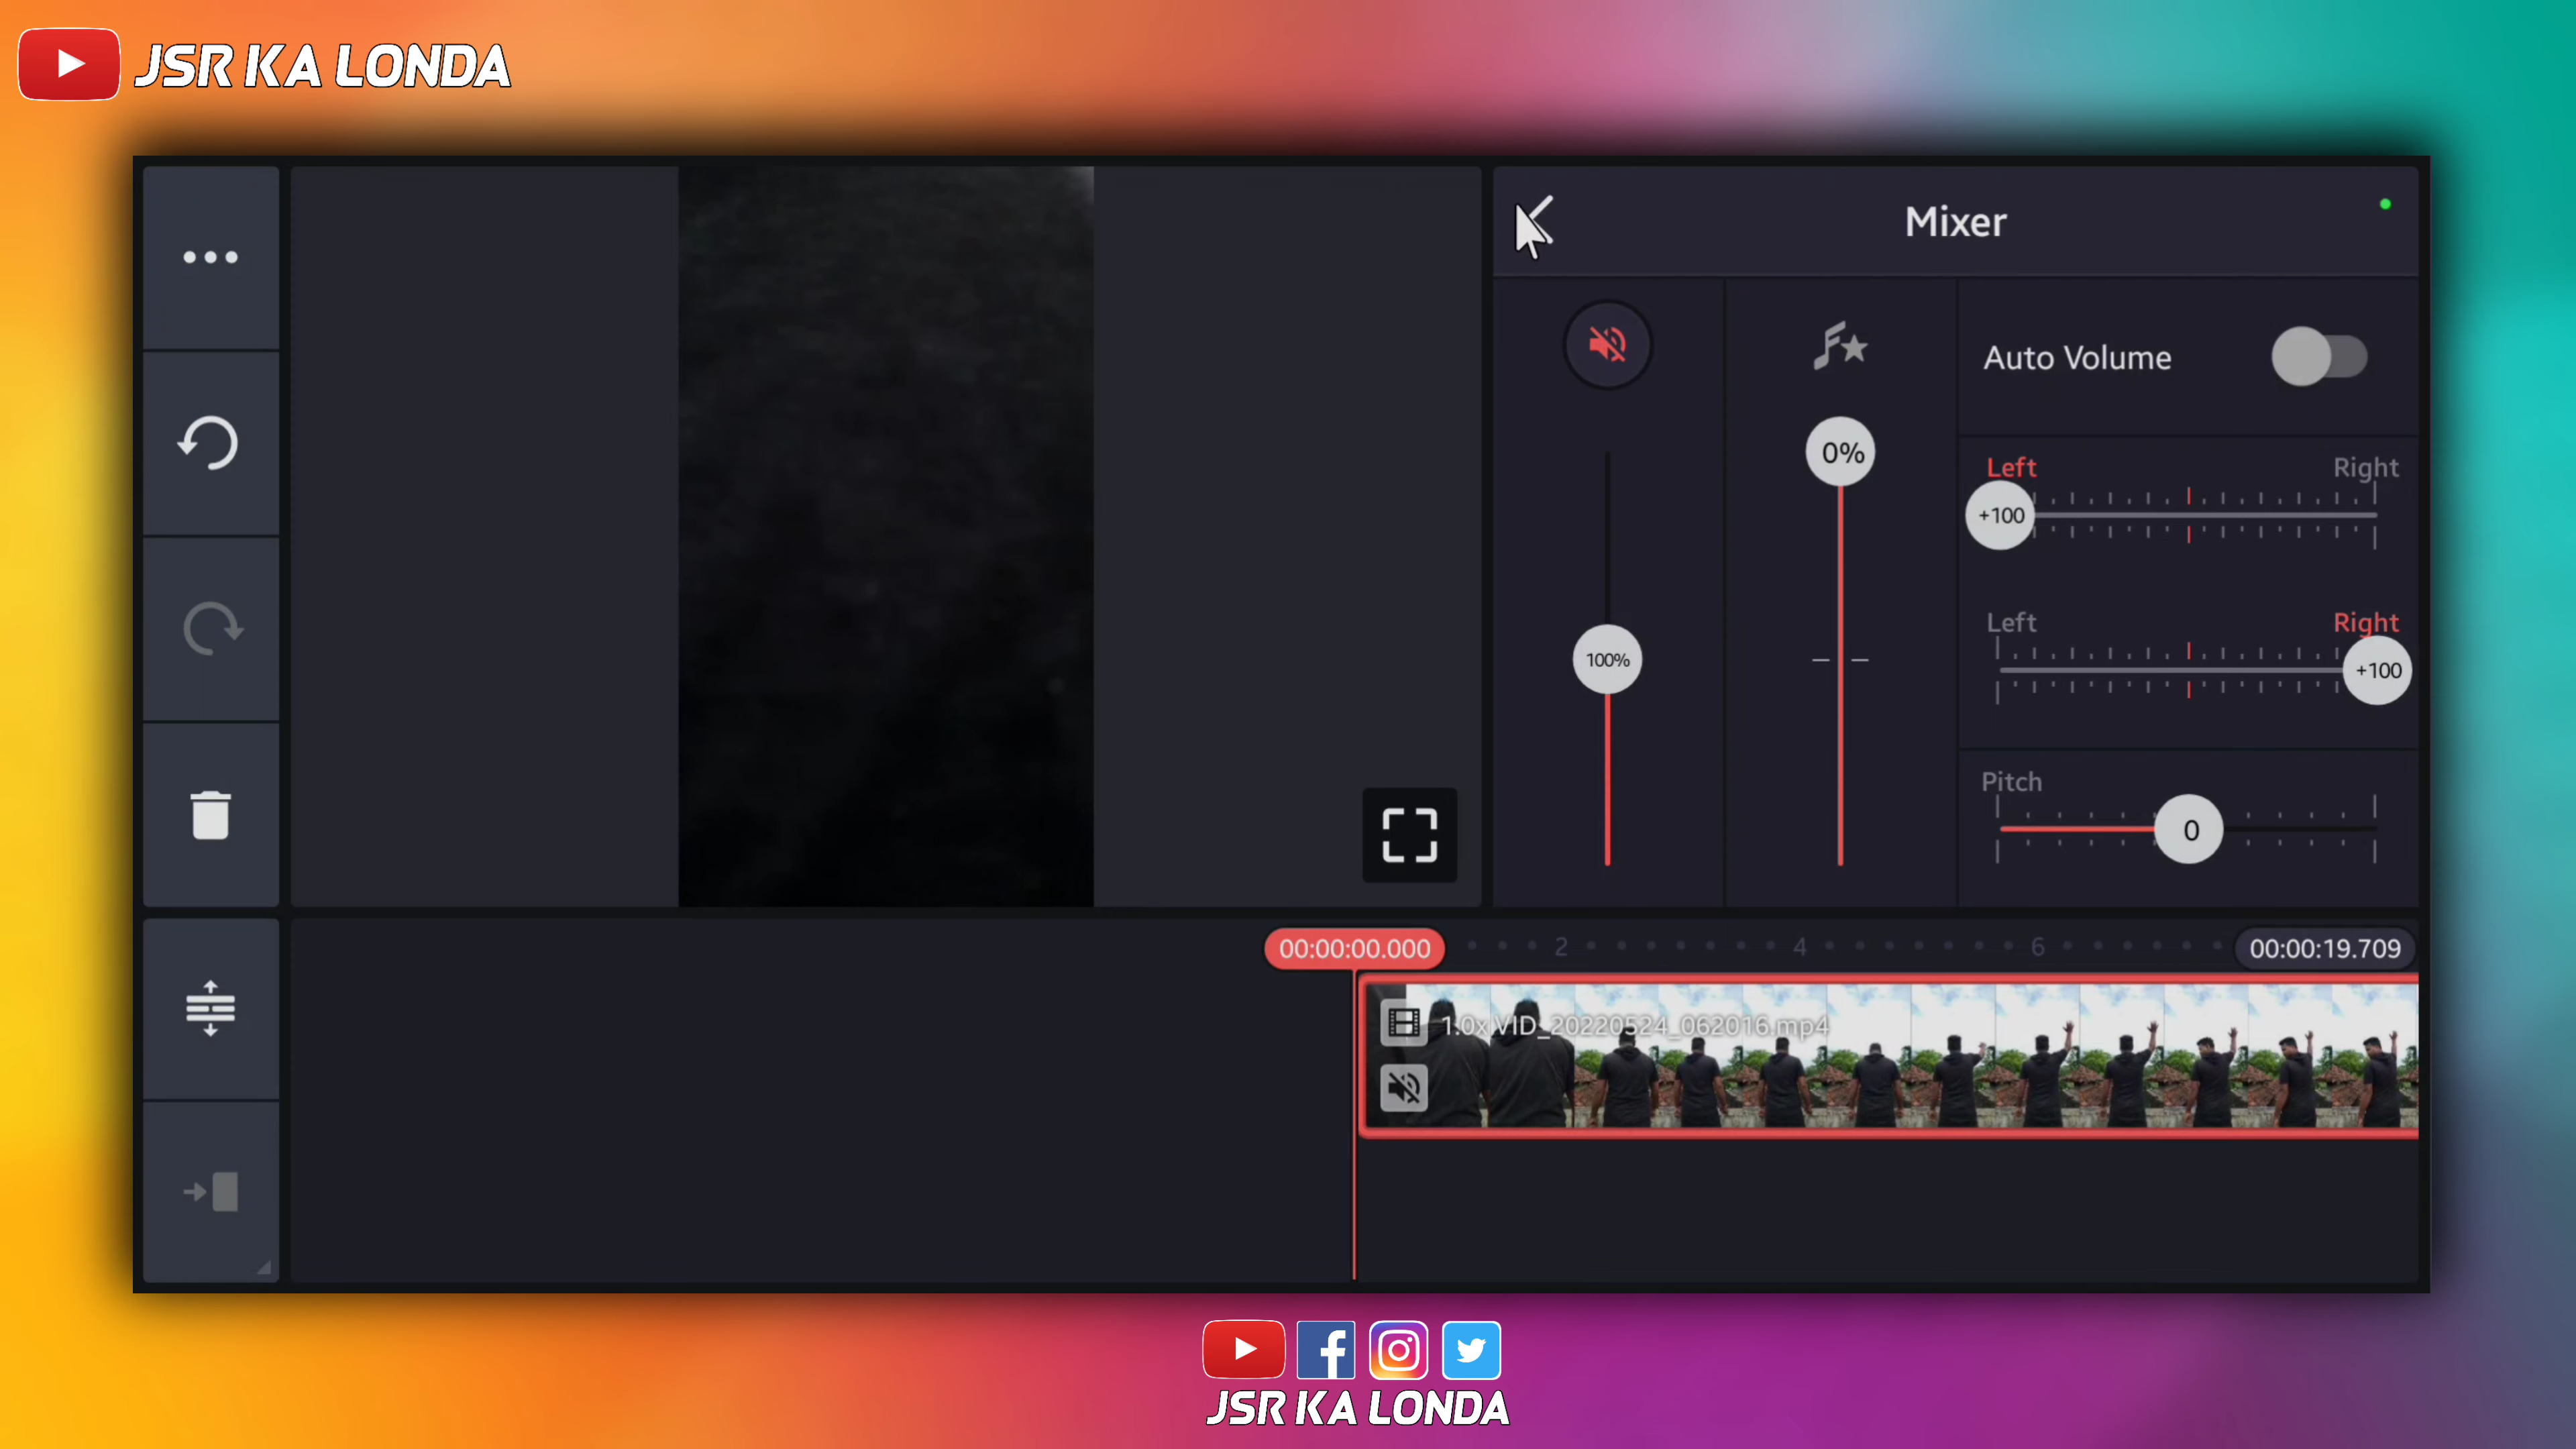 JSR KA LONDA
Mixer
Auto Volume
0%
Left Right
+100
100%
Left Right
+100
Pitch
0
00:00:00.000 2 4 6 00:00:19.709
1.0x VID_20220524_062016.mp4
JSR KA LONDA